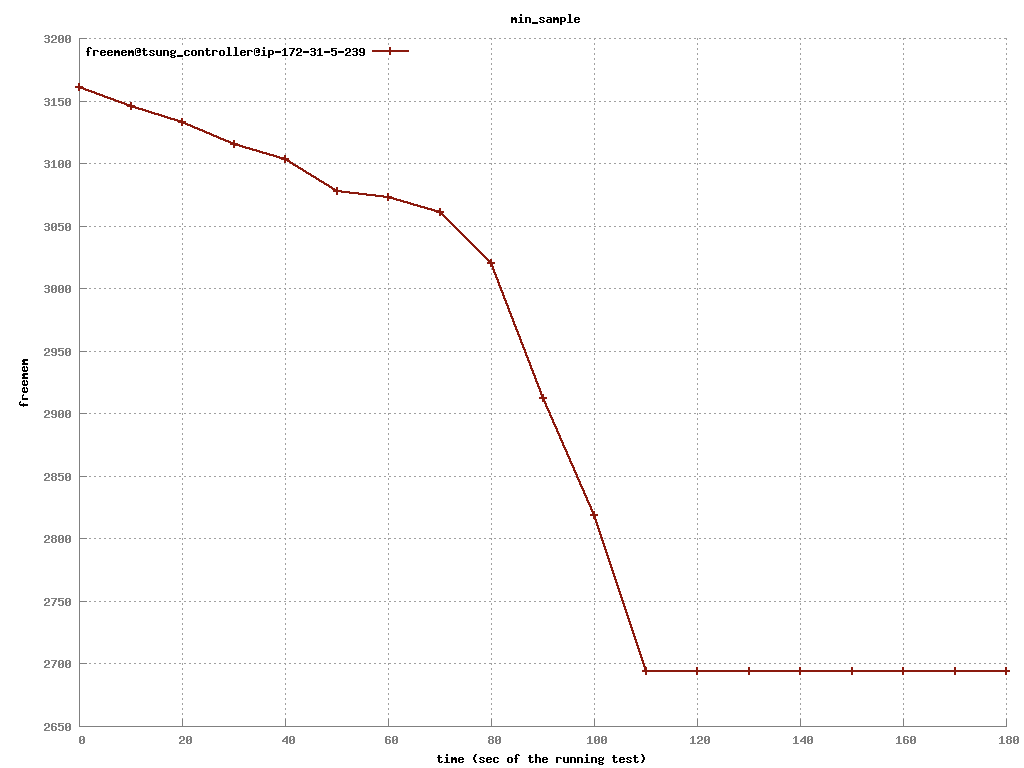 min_sample
freemem@tsung_controller@ip-172-31-5-239
3200
3150
3100
3050
3000
2950
2900
2850
2800
2750
2700
2650
freemem
0 20 40 60 80 100 120 140 160 180
time (sec of the running test)